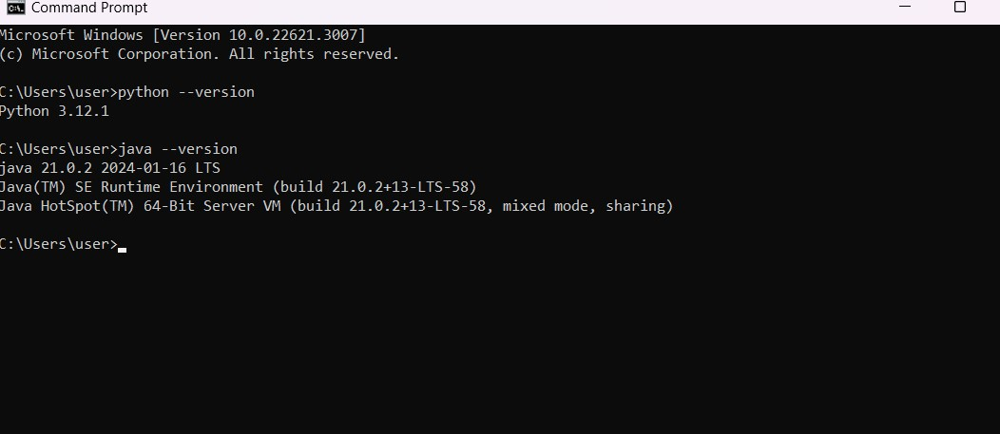 Command Prompt
Microsoft Windows [Version 10.0.22621.3007]
(c) Microsoft Corporation. All rights reserved.
C:\Users\user>python --version
Python 3.12.1
C:\Users\user>java --version
java 21.0.2 2024-01-16 LTS
Java(TM) SE Runtime Environment (build 21.0.2+13-LTS-58)
Java HotSpot(TM) 64-Bit Server VM (build 21.0.2+13-LTS-58, mixed mode, sharing)
C:\Users\user>